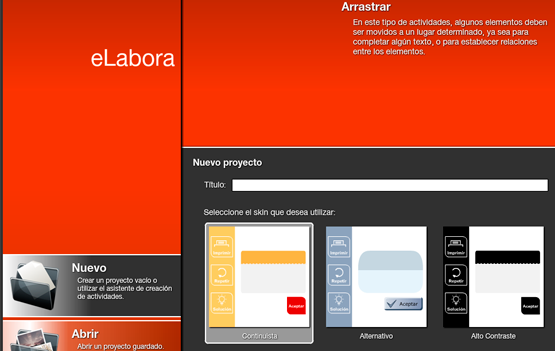 eLabora
Nuevo
Crear un proyecto vacío o
utilizar el asistente de creación
de actividades.
Abrir
Abrir un proyecto guardado.
Arrastrar
En este tipo de actividades, algunos elementos deben
ser movidos a un lugar determinado, ya sea para
completar algún texto, o para establecer relaciones
entre los elementos.
Nuevo proyecto
Título:
Seleccione el skin que desea utilizar:
Imprimir
Repetir
Solución
Aceptar
Continuista
Imprimir
Repetir
Solución
Aceptar
Alternativo
Imprimir
Repetir
Solución
Aceptar
Alto Contraste